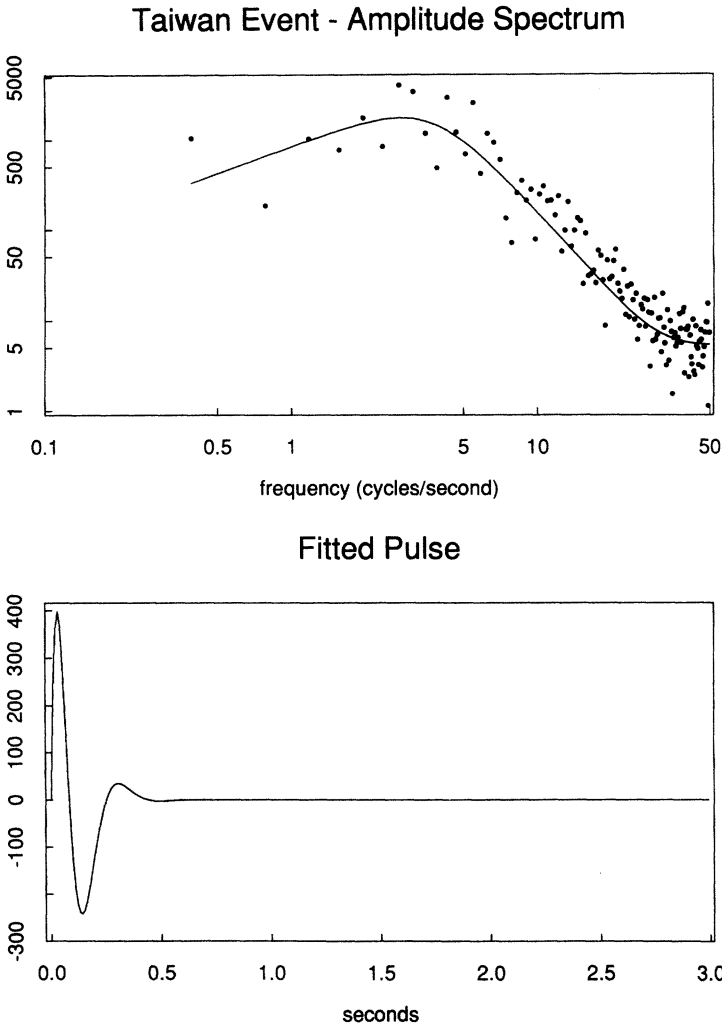 Taiwan Event - Amplitude Spectrum
5000
500
50
5
1
0.1 0.5 1 5 10 50
frequency (cycles/second)
Fitted Pulse
400
300
200
100
0
-100
-300
0.0 0.5 1.0 1.5 2.0 2.5 3.0
seconds